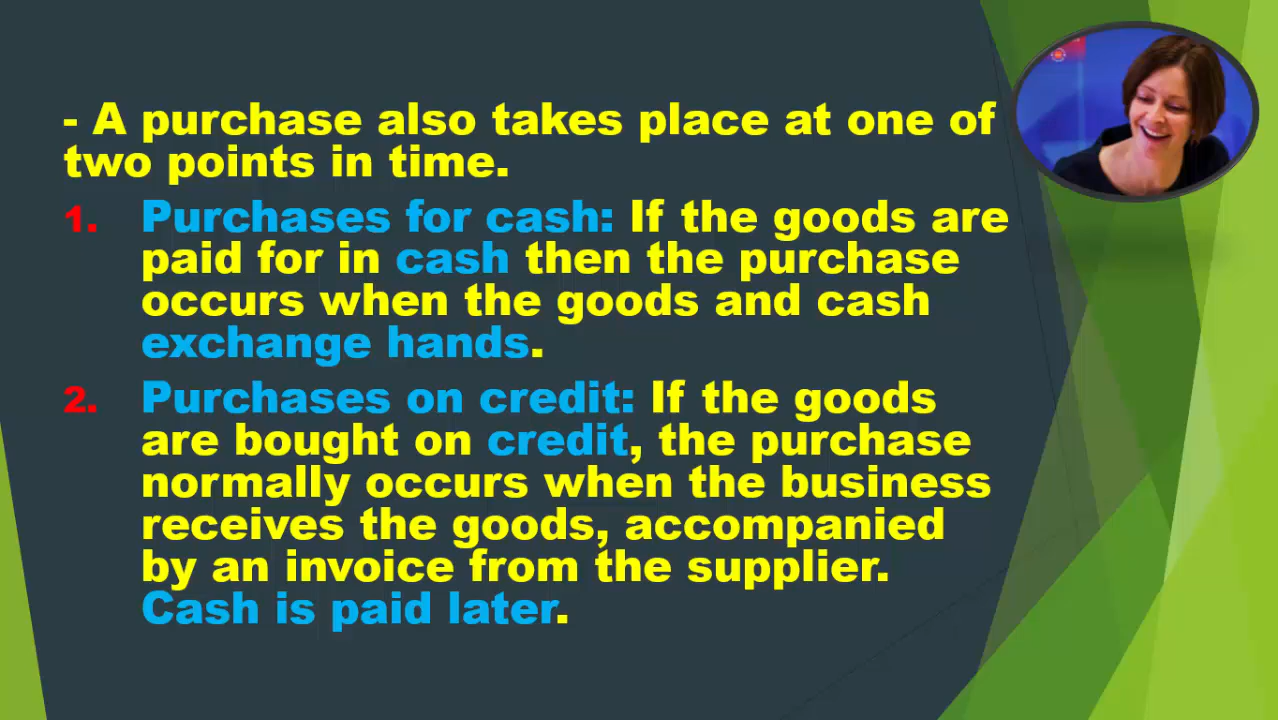 - A purchase also takes place at one of
two points in time.
1. Purchases for cash: If the goods are
paid for in cash then the purchase
occurs when the goods and cash
exchange hands.
2. Purchases on credit: If the goods
are bought on credit, the purchase
normally occurs when the business
receives the goods, accompanied
by an invoice from the supplier.
Cash is paid later.